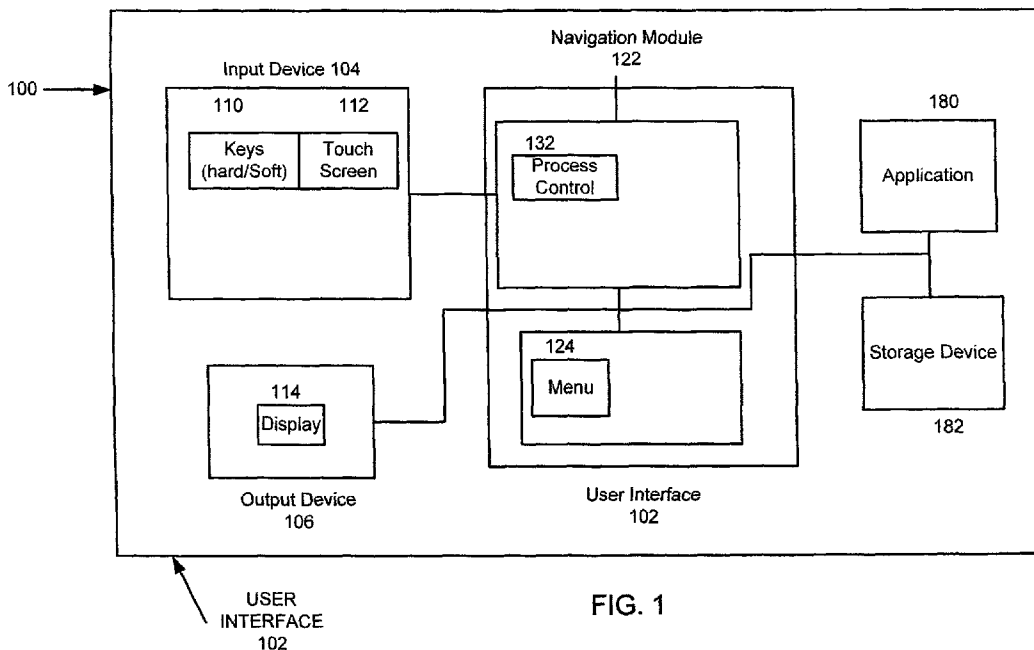 Navigation Module
122
Input Device 104
100
110
112
180
Keys
(hard/Soft)
Touch
Screen
132
Process
Control
Application
124
Menu
Storage Device
182
114
Display
Output Device
106
User Interface
102
USER
INTERFACE
102
FIG. 1